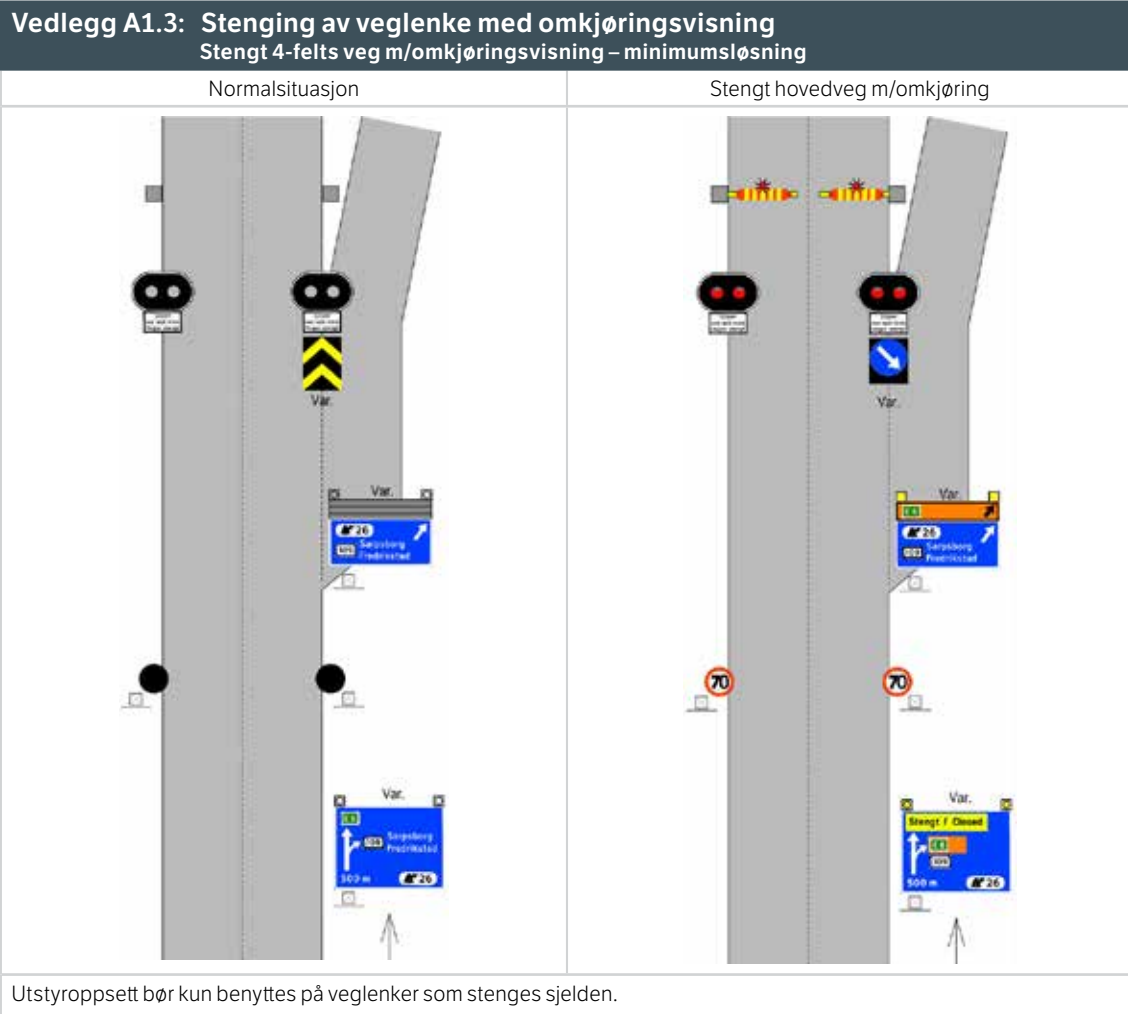 Vedlegg A1.3: Stenging av veglenke med omkjøringsvisning
Stengt 4-felts veg m/omkjøringsvisning – minimumsløsning
Normalsituasjon
Stengt hovedveg m/omkjøring
Var.
Var.
26
Sarpsborg
Fredrikstad
Var.
Sarpsborg
Fredrikstad
500 m
26
Var.
Var.
26
Sarpsborg
Fredrikstad
70
70
Var.
Stengt / Closed
500 m
26
Utstyroppsett bør kun benyttes på veglenker som stenges sjelden.